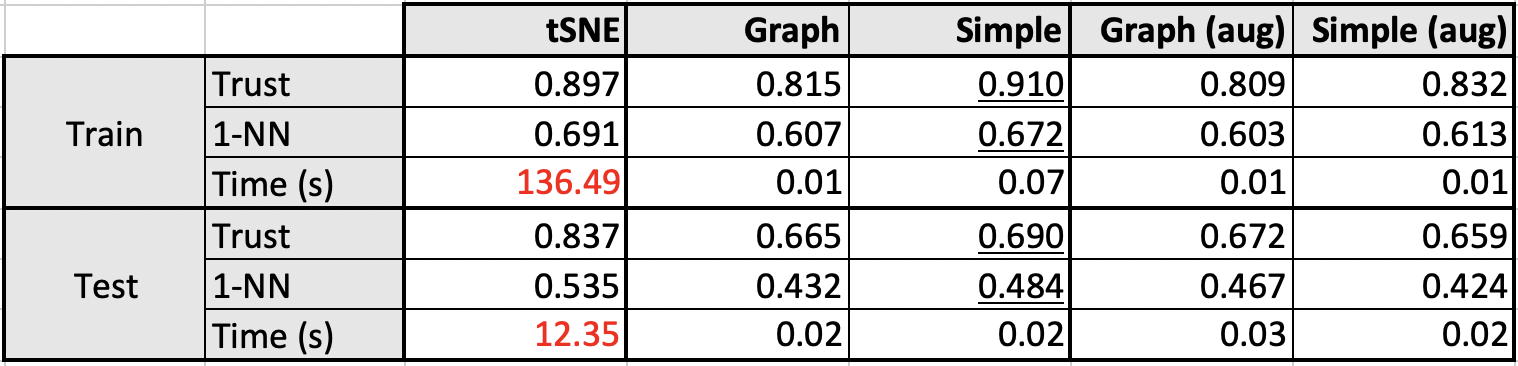 tSNE Graph Simple Graph (aug) Simple (aug)
Train Trust 0.897 0.815 0.910 0.809 0.832
1-NN 0.691 0.607 0.672 0.603 0.613
Time (s) 136.49 0.01 0.07 0.01 0.01
Test Trust 0.837 0.665 0.690 0.672 0.659
1-NN 0.535 0.432 0.484 0.467 0.424
Time (s) 12.35 0.02 0.02 0.03 0.02